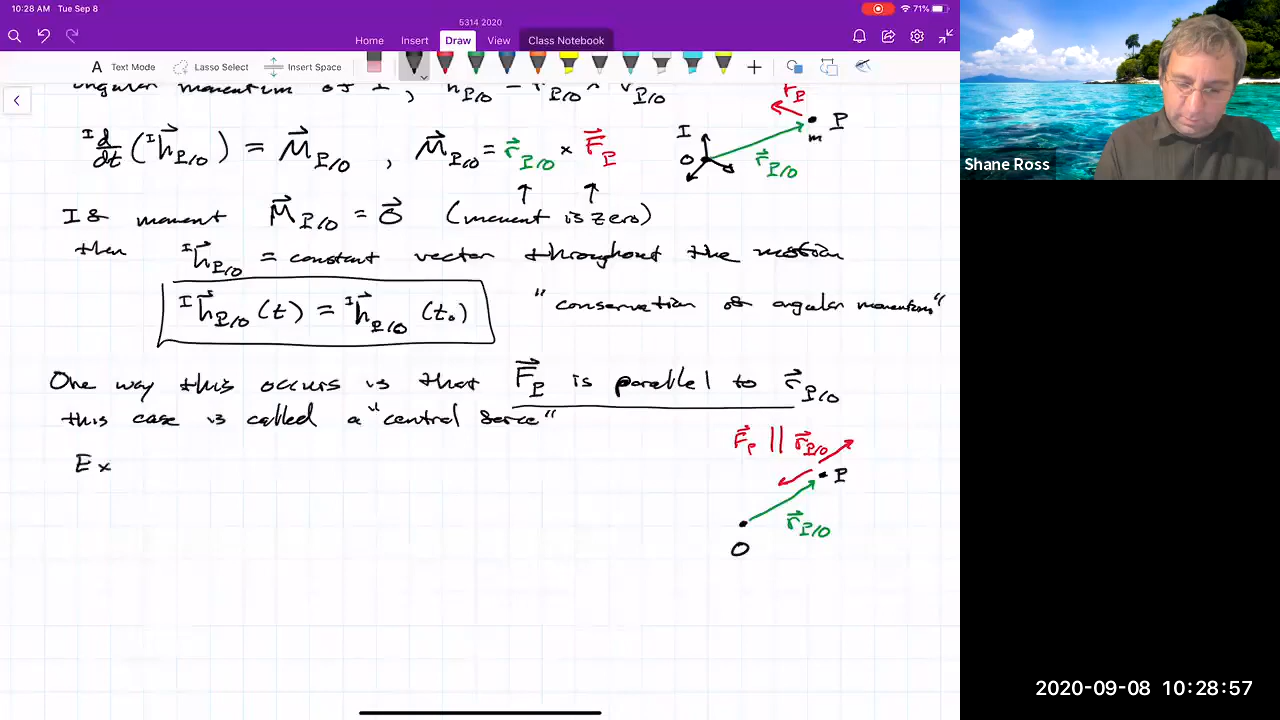 10:28 AM Tue Sep 8
71%
5314 2020
Home Insert Draw View Class Notebook
Text Mode Lasso Select Insert Space
angular momentum of
I d/dt (I h⃗ P/O) = M⃗ P/O , M⃗ P/O = r⃗ P/O × F⃗ P
I O r⃗ P/O F P P m
If moment M⃗ P/O = 0⃗ (moment is zero)
then I h⃗ P/O = constant vector throughout the motion
I h⃗ P/O (t) = I h⃗ P/O (t₀) "conservation of angular momentum"
One way this occurs is that F⃗ P is parallel to r⃗ P/O
this case is called a "central force"
F⃗ P || r⃗ P/O
Ex
P
r⃗ P/O
O
Shane Ross
2020-09-08 10:28:57